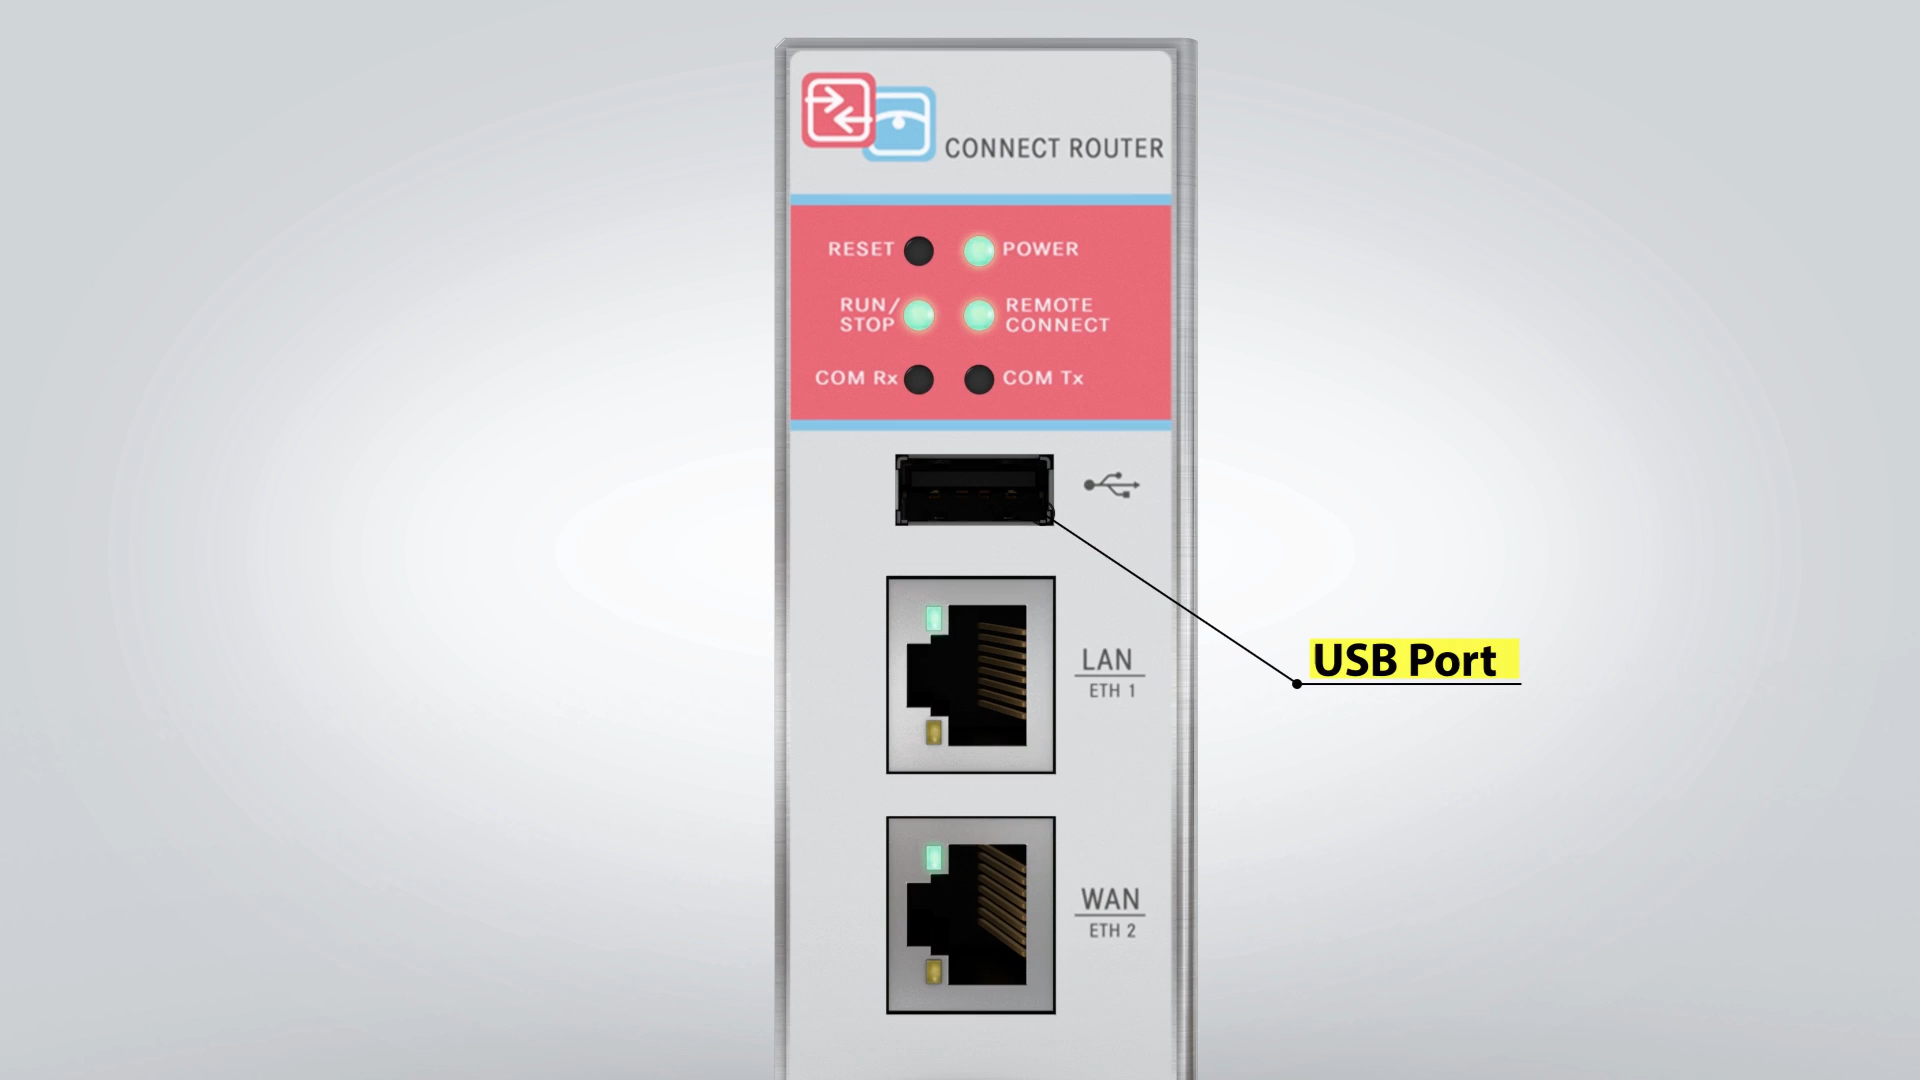 CONNECT ROUTER
RESET
POWER
RUN/
STOP
REMOTE
CONNECT
COM Rx
COM Tx
LAN
ETH 1
USB Port
WAN
ETH 2